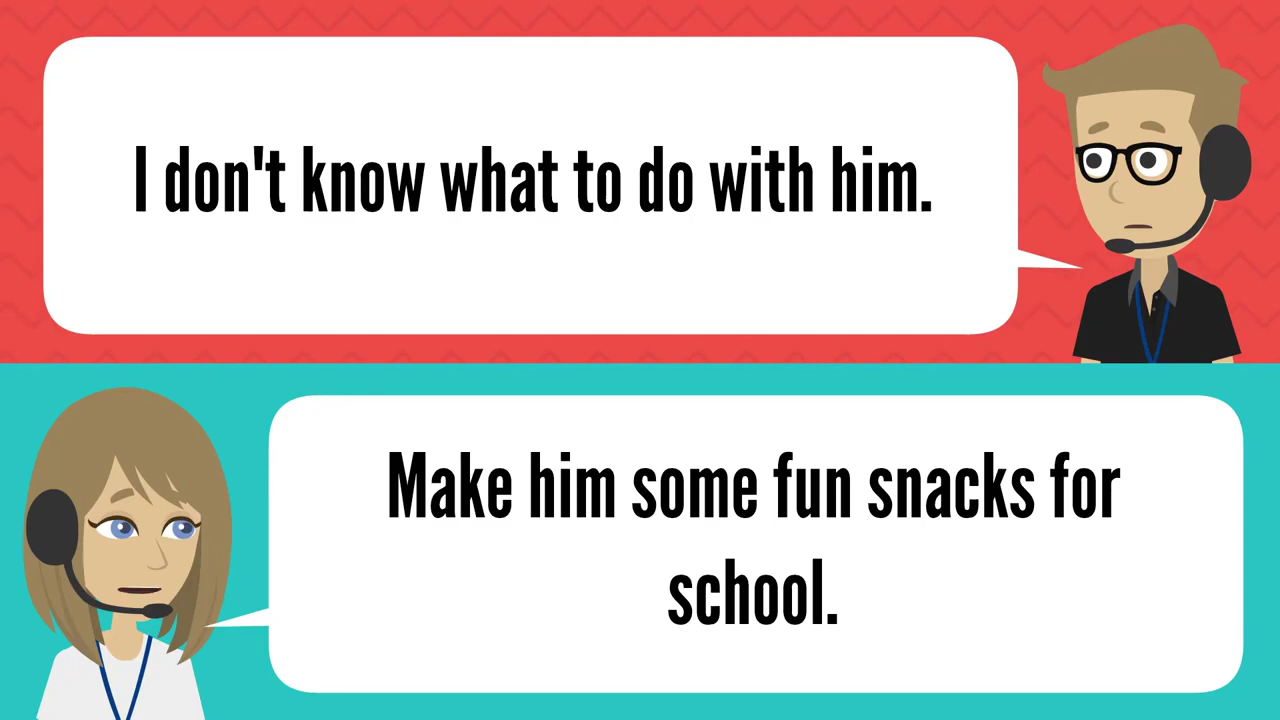 I don't know what to do with him.
Make him some fun snacks for
school.